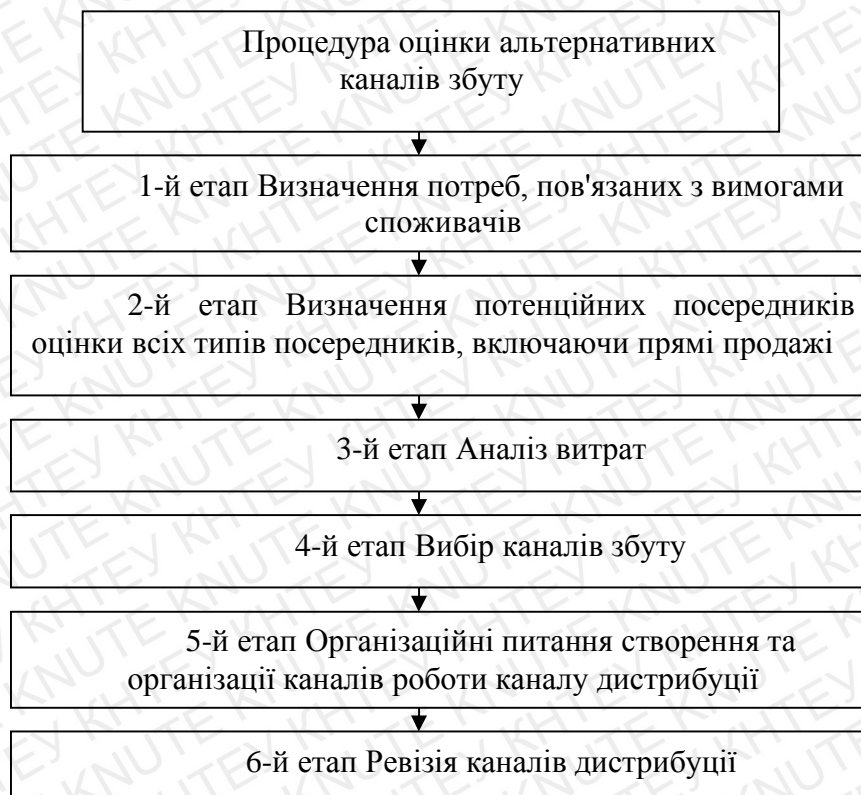 Процедура оцінки альтернативних
каналів збуту
1-й етап Визначення потреб, пов'язаних з вимогами
споживачів
2-й етап Визначення потенційних посередників
оцінки всіх типів посередників, включаючи прямі продажі
3-й етап Аналіз витрат
4-й етап Вибір каналів збуту
5-й етап Організаційні питання створення та
організації каналів роботи каналу дистрибуції
6-й етап Ревізія каналів дистрибуції